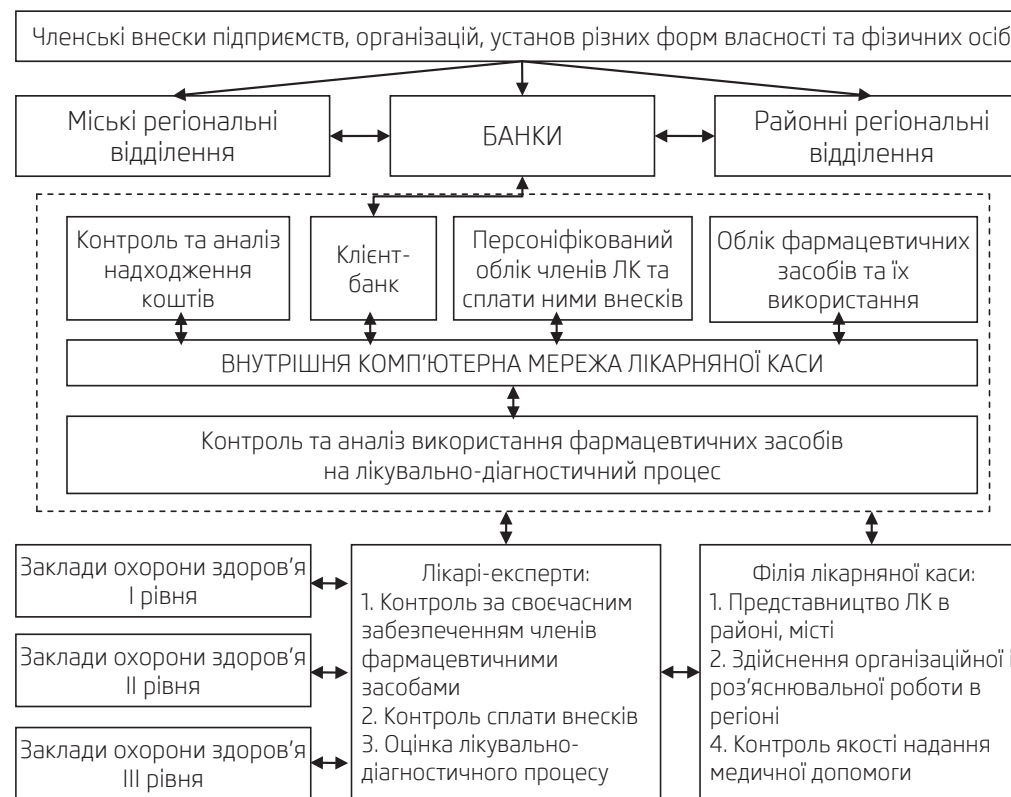 Членські внески підприємств, організацій, установ різних форм власності та фізичних осіб
Міські регіональні
відділення
БАНКИ
Районні регіональні
відділення
Контроль та аналіз
надходження
коштів
Клієнт-
банк
Персоніфікований
облік членів ЛК та
сплати ними внесків
Облік фармацевтичних
засобів та їх
використання
ВНУТРІШНЯ КОМП'ЮТЕРНА МЕРЕЖА ЛІКАРНЯНОЇ КАСИ
Контроль та аналіз використання фармацевтичних засобів
на лікувально-діагностичний процес
Заклади охорони здоров'я
І рівня
Заклади охорони здоров'я
ІІ рівня
Заклади охорони здоров'я
ІІІ рівня
Лікарі-експерти:
1. Контроль за своєчасним
забезпеченням членів
фармацевтичними
засобами
2. Контроль сплати внесків
3. Оцінка лікувально-
діагностичного процесу
Філія лікарняної каси:
1. Представництво ЛК в
районі, місті
2. Здійснення організаційної і
роз'яснювальної роботи в
регіоні
4. Контроль якості надання
медичної допомоги